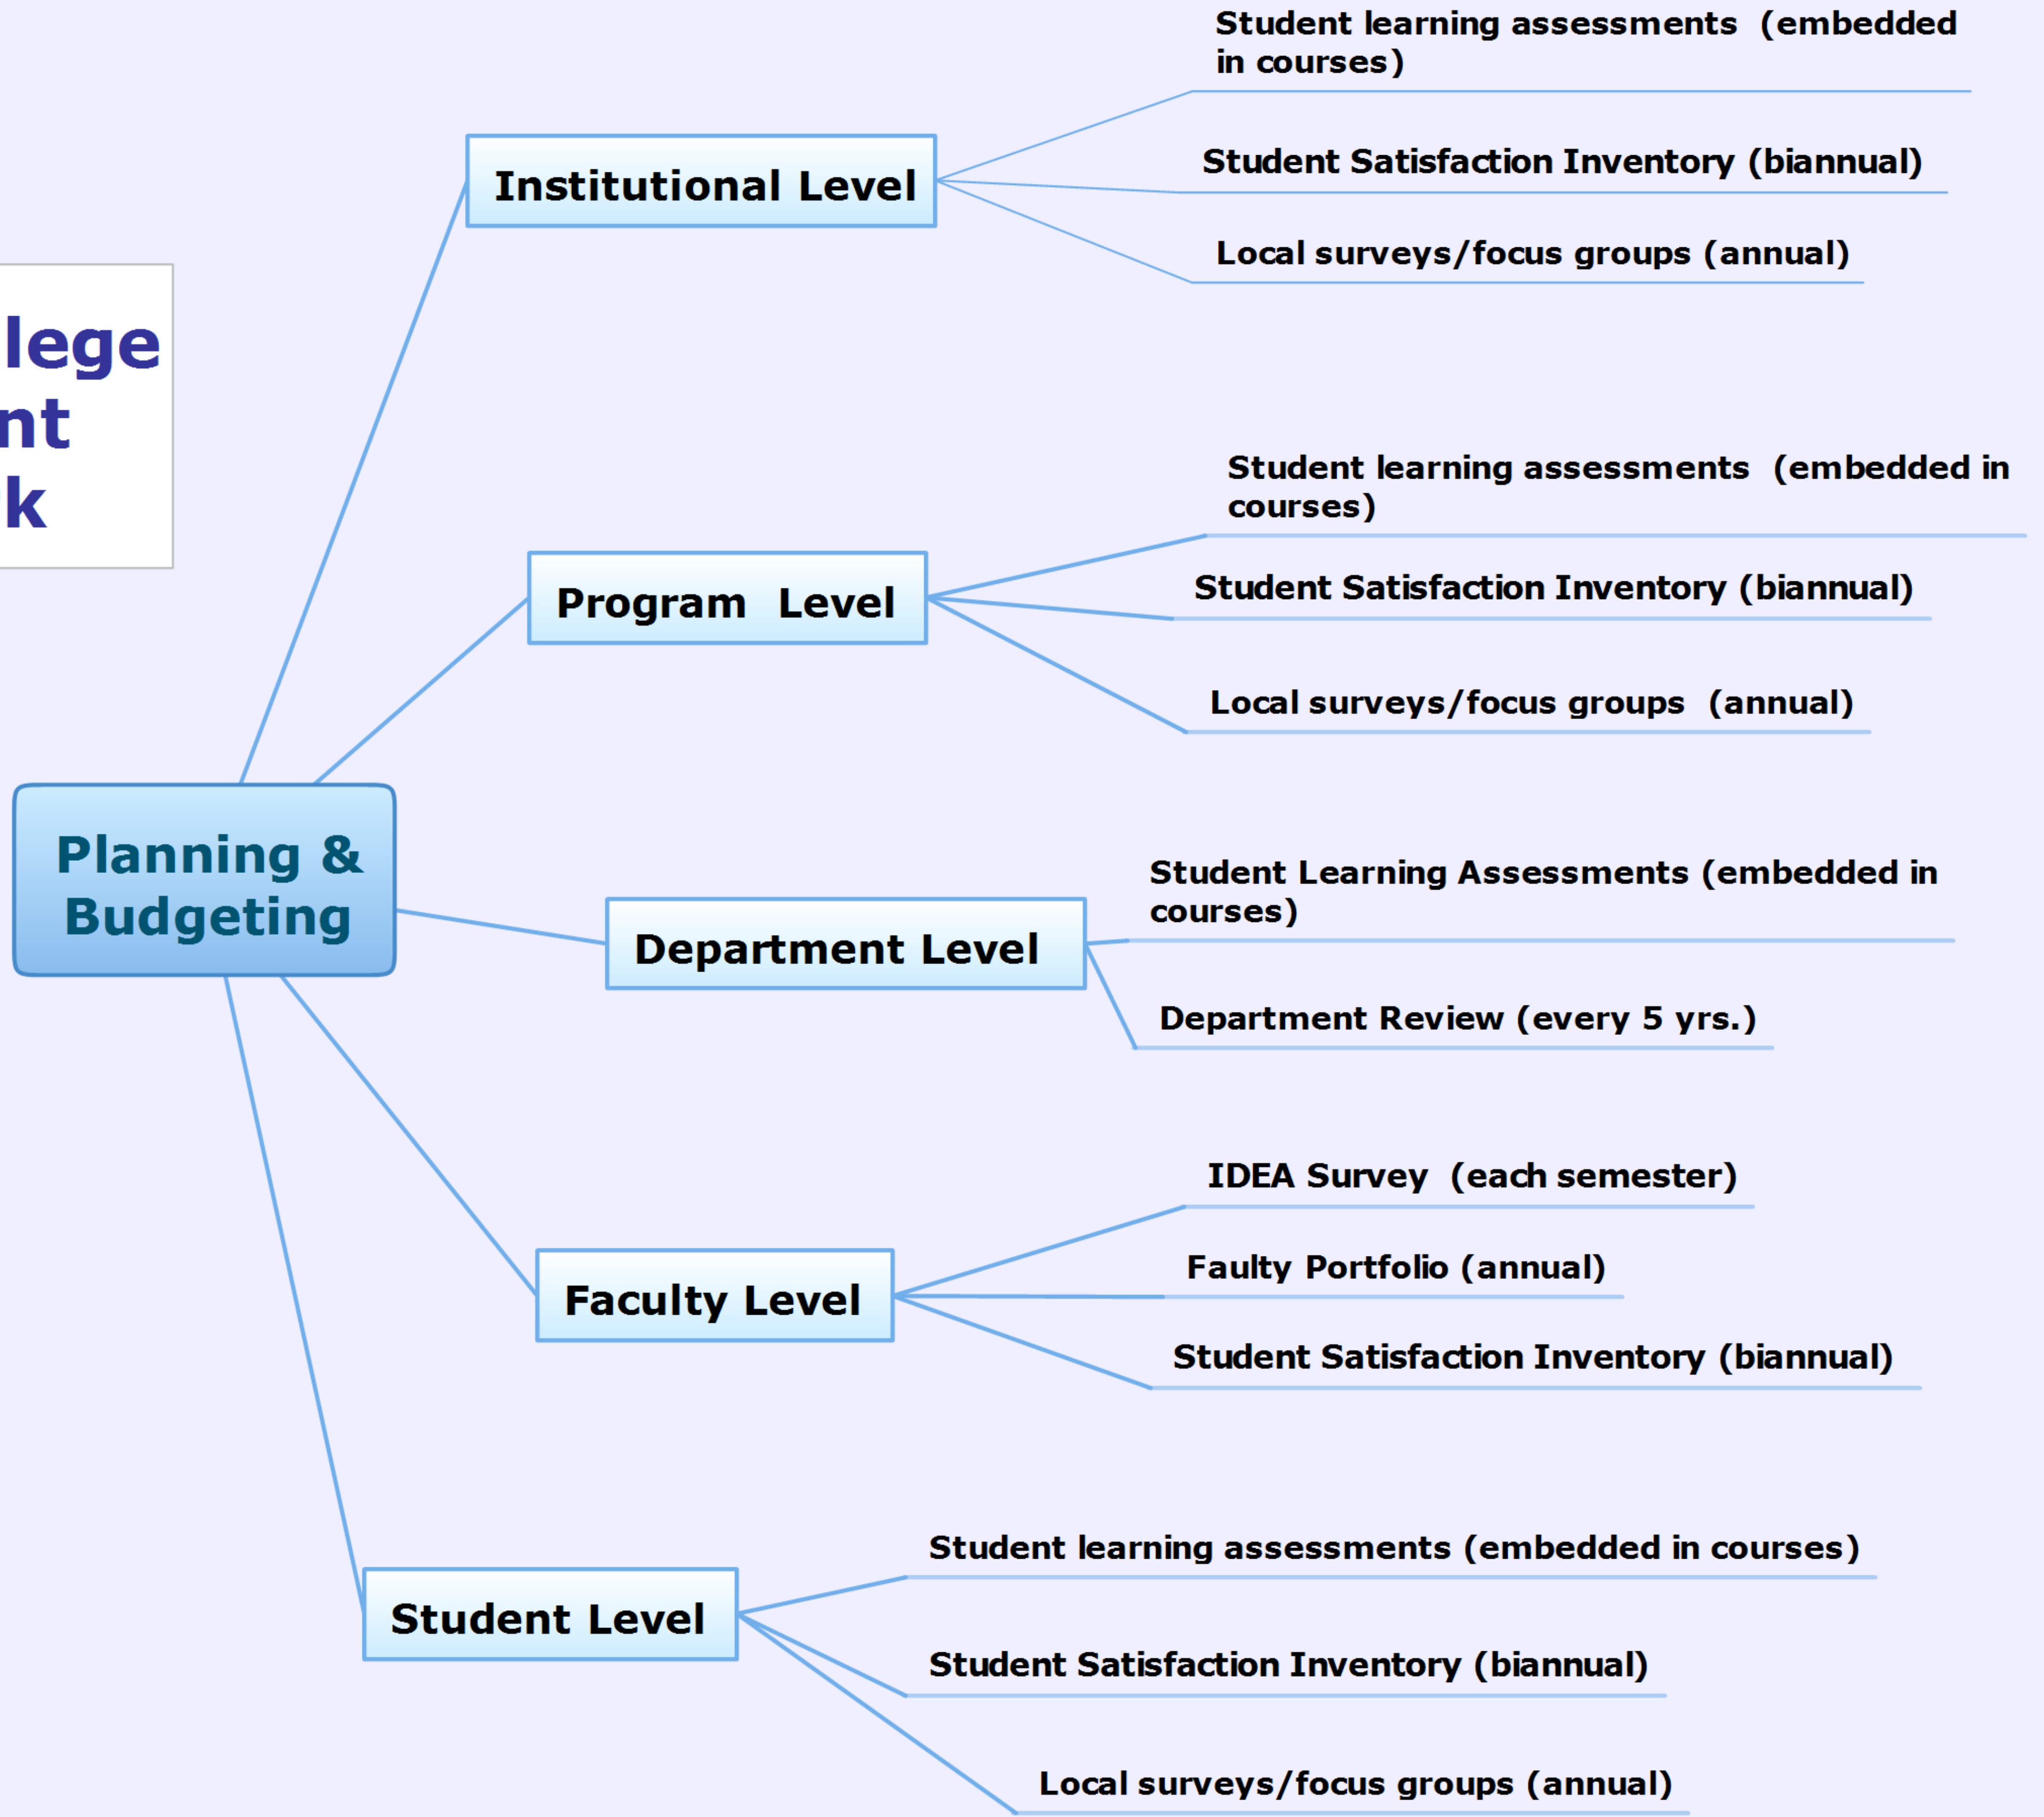 Student learning assessments (embedded
in courses)
Institutional Level
Student Satisfaction Inventory (biannual)
Local surveys/focus groups (annual)
lege
nt
k
Student learning assessments (embedded in
courses)
Program Level
Student Satisfaction Inventory (biannual)
Local surveys/focus groups (annual)
Planning &
Budgeting
Student Learning Assessments (embedded in
courses)
Department Level
Department Review (every 5 yrs.)
IDEA Survey (each semester)
Faculty Level
Faulty Portfolio (annual)
Student Satisfaction Inventory (biannual)
Student learning assessments (embedded in courses)
Student Level
Student Satisfaction Inventory (biannual)
Local surveys/focus groups (annual)